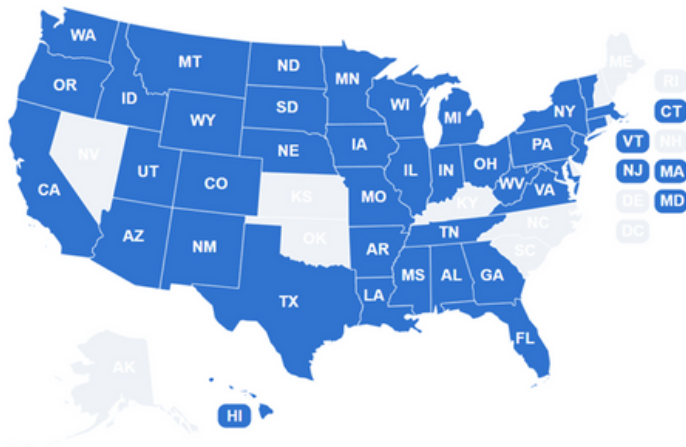 WA
MT
ND
MN
ME
RI
OR
ID
SD
WI
MI
NY
CT
WY
IA
PA
VT
NH
NV
NE
IL
IN
OH
NJ
MA
UT
CO
WV
VA
CA
KS
MO
KY
DE
MD
AZ
NM
OK
AR
TN
NC
DC
SC
MS
AL
GA
TX
LA
FL
AK
HI